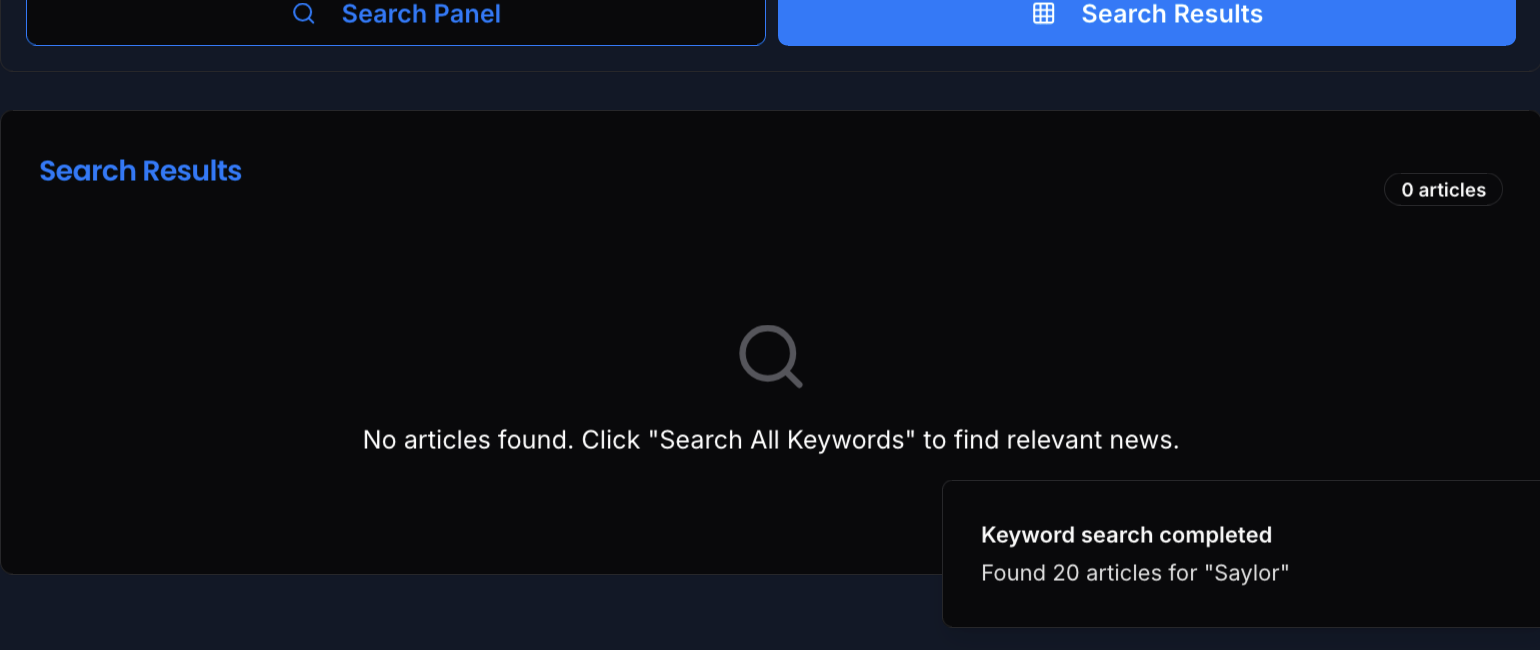 Search Panel
Search Results
Search Results
0 articles
No articles found. Click "Search All Keywords" to find relevant news.
Keyword search completed
Found 20 articles for "Saylor"